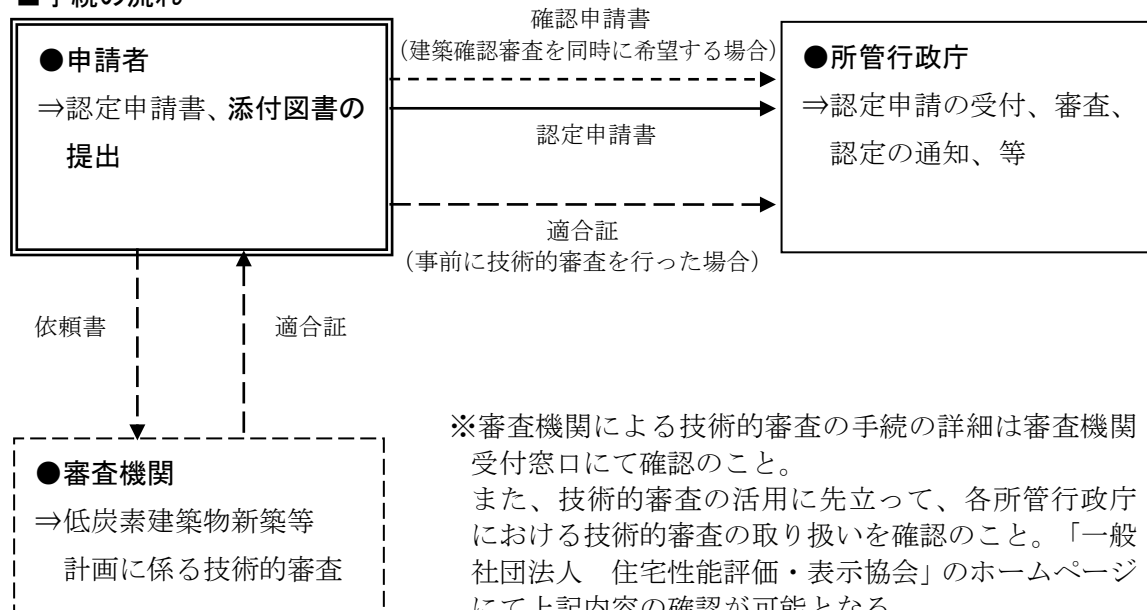 ■手続の流れ
●申請者
⇒認定申請書、添付図書の
提出
確認申請書
(建築確認審査を同時に希望する場合)
認定申請書
適合証
(事前に技術的審査を行った場合)
●所管行政庁
⇒認定申請の受付、審査、
認定の通知、等
依頼書
適合証
●審査機関
⇒低炭素建築物新築等
計画に係る技術的審査
※審査機関による技術的審査の手続の詳細は審査機関
受付窓口にて確認のこと。
また、技術的審査の活用に先立って、各所管行政庁
における技術的審査の取り扱いを確認のこと。「一般
社団法人 住宅性能評価・表示協会」のホームページ
にて上記内容の確認が可能となる。